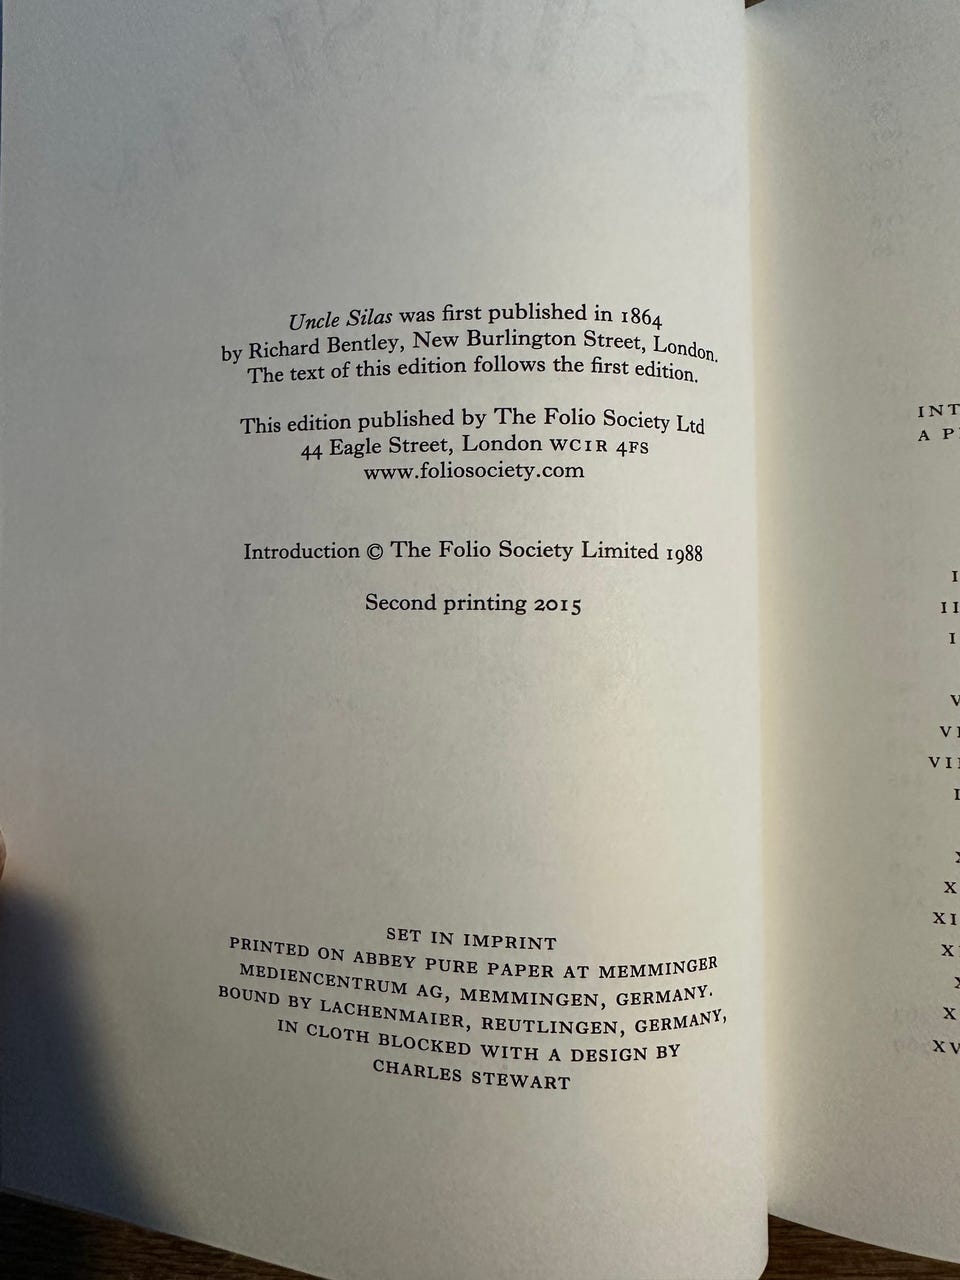 Uncle Silas was first published in 1864
by Richard Bentley, New Burlington Street, London.
The text of this edition follows the first edition.
This edition published by The Folio Society Ltd
44 Eagle Street, London WC1R 4FS
www.foliosociety.com
Introduction © The Folio Society Limited 1988
Second printing 2015
SET IN IMPRINT
PRINTED ON ABBEY PURE PAPER AT MEMMINGER
MEDIENCENTRUM AG, MEMMINGEN, GERMANY.
BOUND BY LACHENMAIER, REUTLINGEN, GERMANY,
IN CLOTH BLOCKED WITH A DESIGN BY
CHARLES STEWART